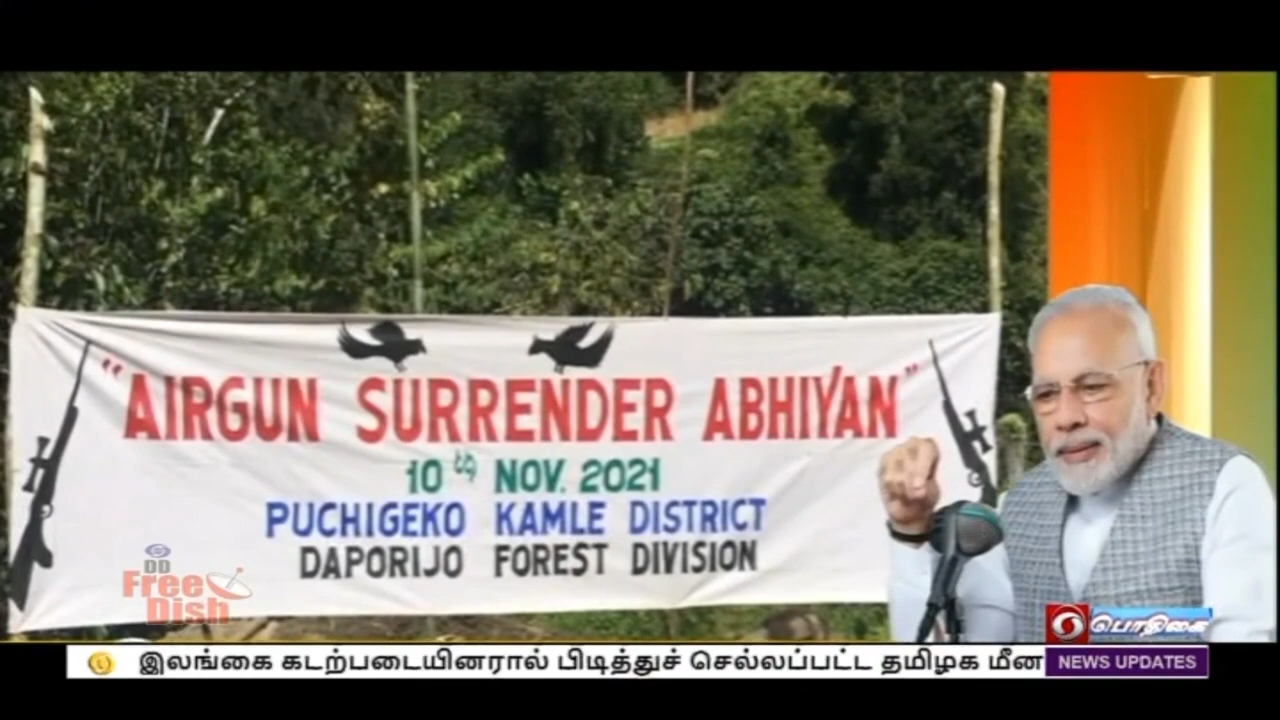 "AIRGUN SURRENDER ABHIYAN"
10th NOV. 2021
PUCHIGEKO KAMLE DISTRICT
DAPORIJO FOREST DIVISION
DD
Free
Dish
பொதிகை
இலங்கை கடற்படையினரால் பிடித்துச் செல்லப்பட்ட தமிழக மீன
NEWS UPDATES